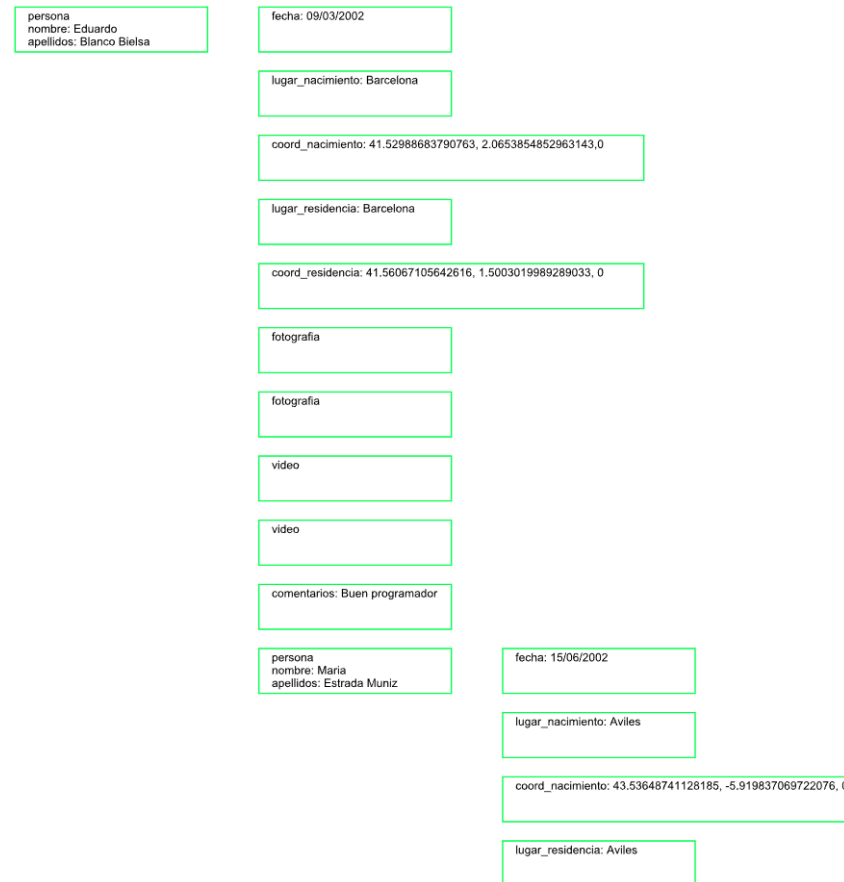 persona
nombre: Eduardo
apellidos: Blanco Bielsa
fecha: 09/03/2002
lugar_nacimiento: Barcelona
coord_nacimiento: 41.52988683790763, 2.0653854852963143,0
lugar_residencia: Barcelona
coord_residencia: 41.56067105642616, 1.5003019989289033, 0
fotografia
fotografia
video
video
comentarios: Buen programador
persona
nombre: Maria
apellidos: Estrada Muniz
fecha: 15/06/2002
lugar_nacimiento: Aviles
coord_nacimiento: 43.53648741128185, -5.919837069722076, 0
lugar_residencia: Aviles